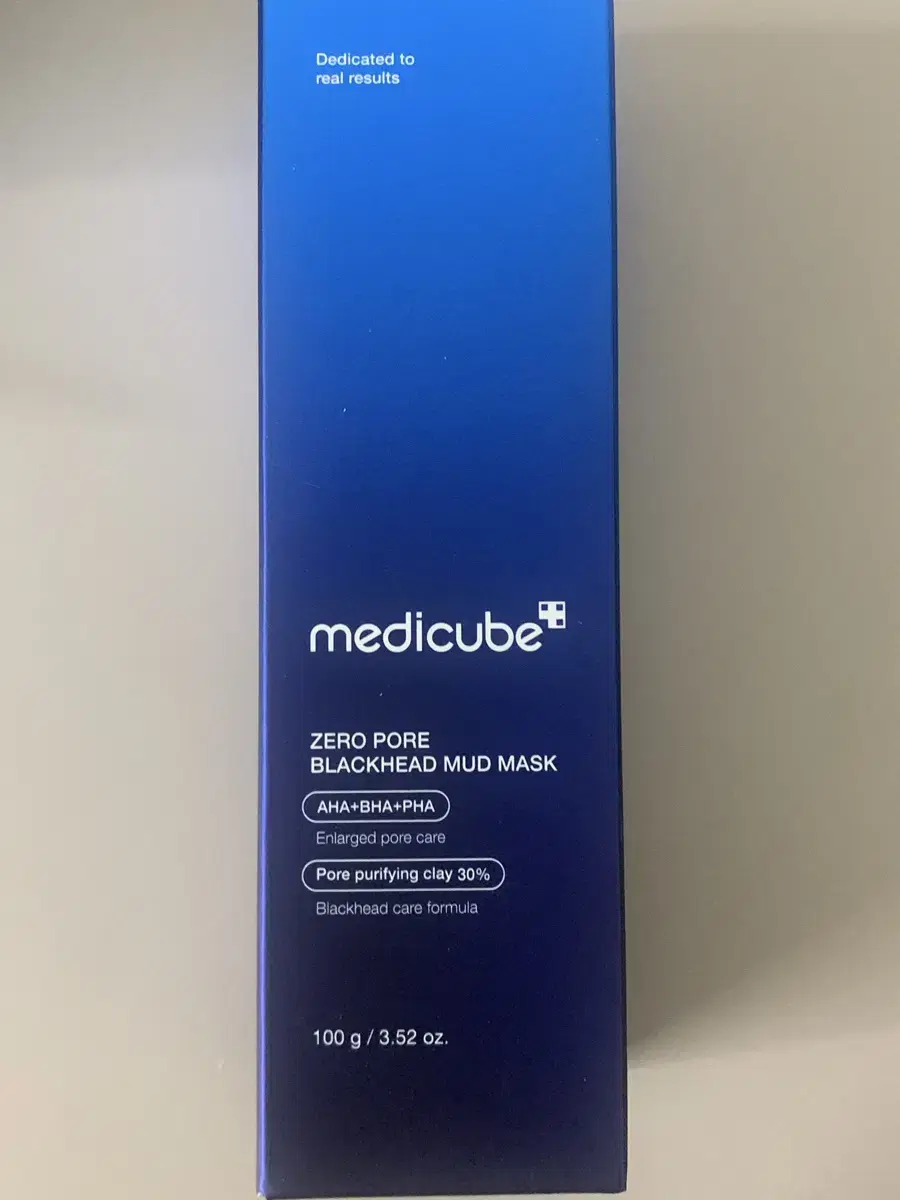 Dedicated to
real results
medicube
ZERO PORE
BLACKHEAD MUD MASK
AHA+BHA+PHA
Enlarged pore care
Pore purifying clay 30%
Blackhead care formula
100 g / 3.52 oz.